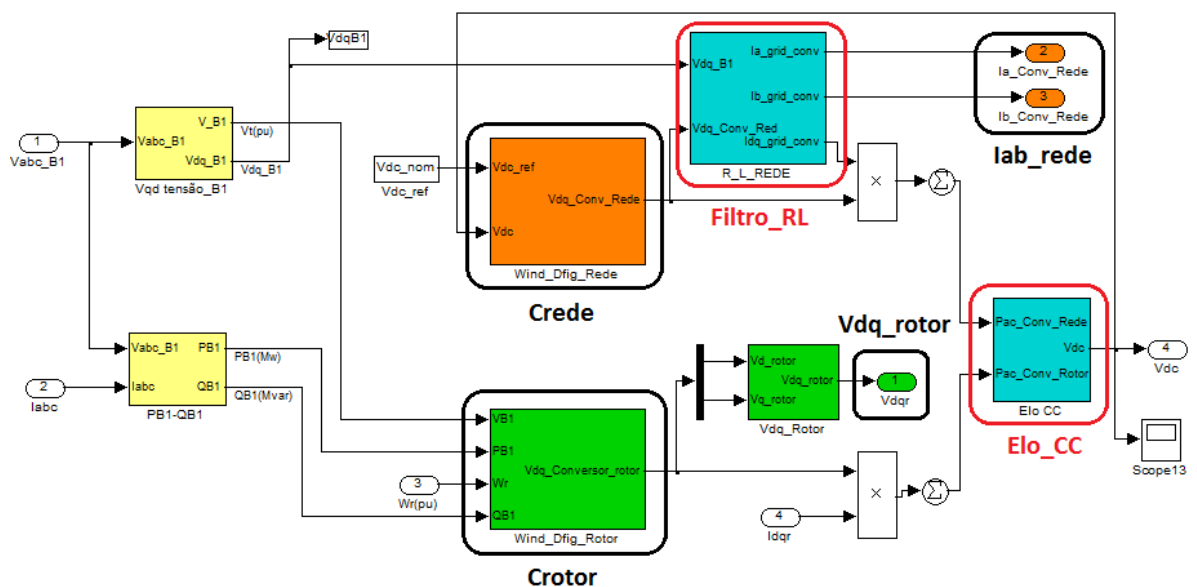 VdqB1
Ia_grid_conv
2
Ia_Conv_Rede
Vdq_B1
Ib_grid_conv
3
Ib_Conv_Rede
Vdq_Conv_Red
Idq_grid_conv
R_L_REDE
Iab_rede
Filtro_RL
1
Vabc_B1
Vabc_B1
V_B1
Vdq_B1
Vt(pu)
Vdq_B1
Vqd tensão_B1
Vdc_nom
Vdc_ref
Vdc_ref
Vdq_Conv_Rede
Vdc
Wind_Dfig_Rede
Crede
×
Σ
Vdq_rotor
Pac_Conv_Rede
Vdc
Pac_Conv_Rotor
Elo CC
Elo_CC
4
Vdc
Scope13
Vabc_B1
PB1
PB1(Mw)
2
Iabc
Iabc
QB1
QB1(Mvar)
PB1-QB1
Vd_rotor
Vdq_rotor
Vq_rotor
Vdq_Rotor
1
Vdqr
VB1
PB1
Vdq_Conversor_rotor
3
Wr(pu)
Wr
QB1
Wind_Dfig_Rotor
Crotor
×
Σ
4
Idqr